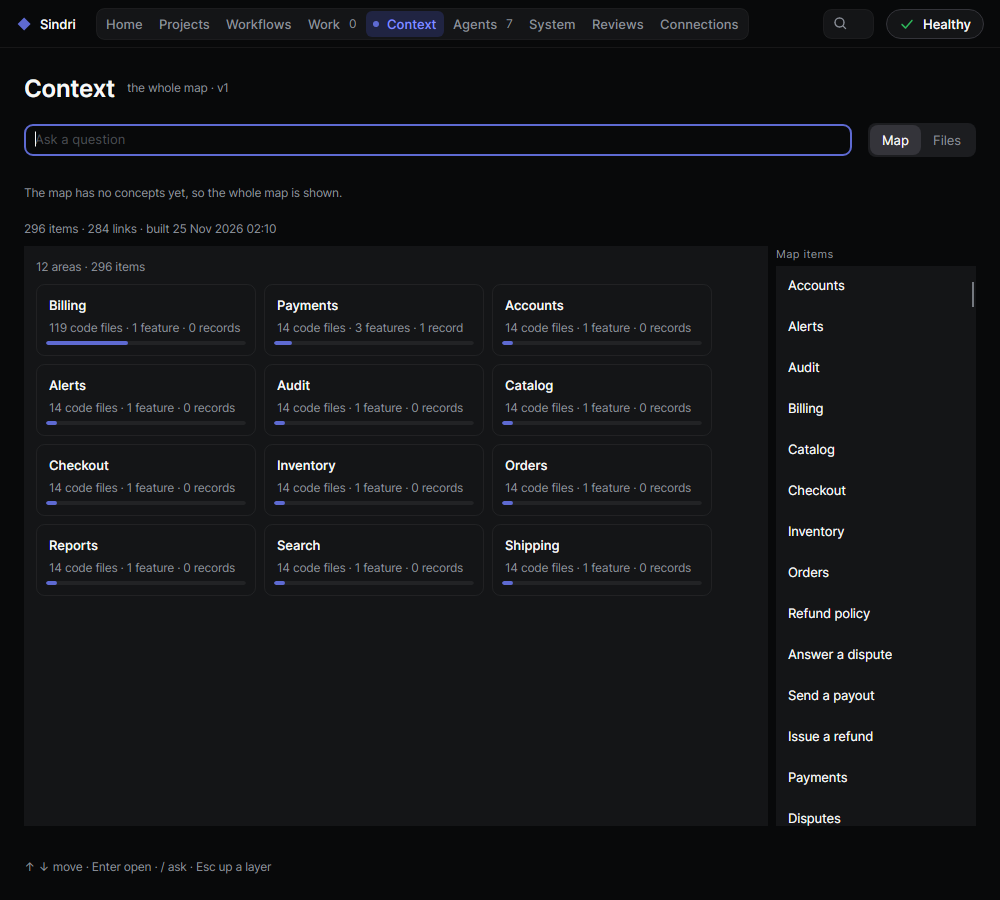 Sindri Home Projects Workflows Work 0 Context Agents 7 System Reviews Connections Healthy
Context the whole map · v1
Ask a question Map Files
The map has no concepts yet, so the whole map is shown.
296 items · 284 links · built 25 Nov 2026 02:10
12 areas · 296 items
Billing
119 code files · 1 feature · 0 records
Payments
14 code files · 3 features · 1 record
Accounts
14 code files · 1 feature · 0 records
Alerts
14 code files · 1 feature · 0 records
Audit
14 code files · 1 feature · 0 records
Catalog
14 code files · 1 feature · 0 records
Checkout
14 code files · 1 feature · 0 records
Inventory
14 code files · 1 feature · 0 records
Orders
14 code files · 1 feature · 0 records
Reports
14 code files · 1 feature · 0 records
Search
14 code files · 1 feature · 0 records
Shipping
14 code files · 1 feature · 0 records
Map items
Accounts
Alerts
Audit
Billing
Catalog
Checkout
Inventory
Orders
Refund policy
Answer a dispute
Send a payout
Issue a refund
Payments
Disputes
↑ ↓ move · Enter open · / ask · Esc up a layer